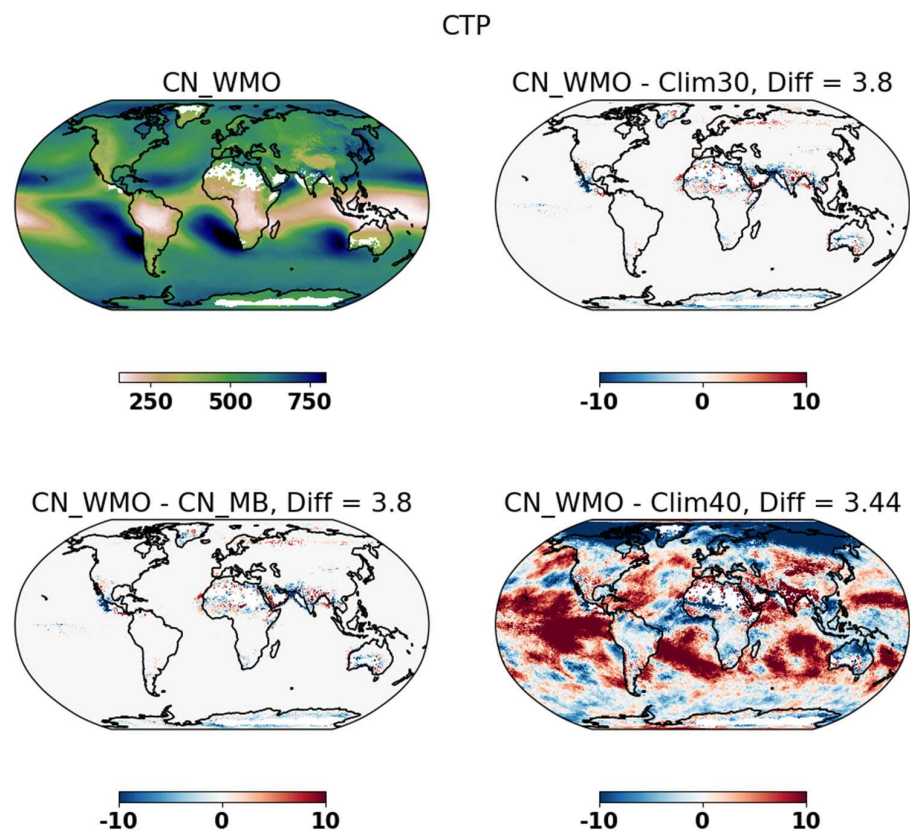 CTP
CN_WMO
CN_WMO - Clim30, Diff = 3.8
250 500 750
-10 0 10
CN_WMO - CN_MB, Diff = 3.8
CN_WMO - Clim40, Diff = 3.44
-10 0 10
-10 0 10